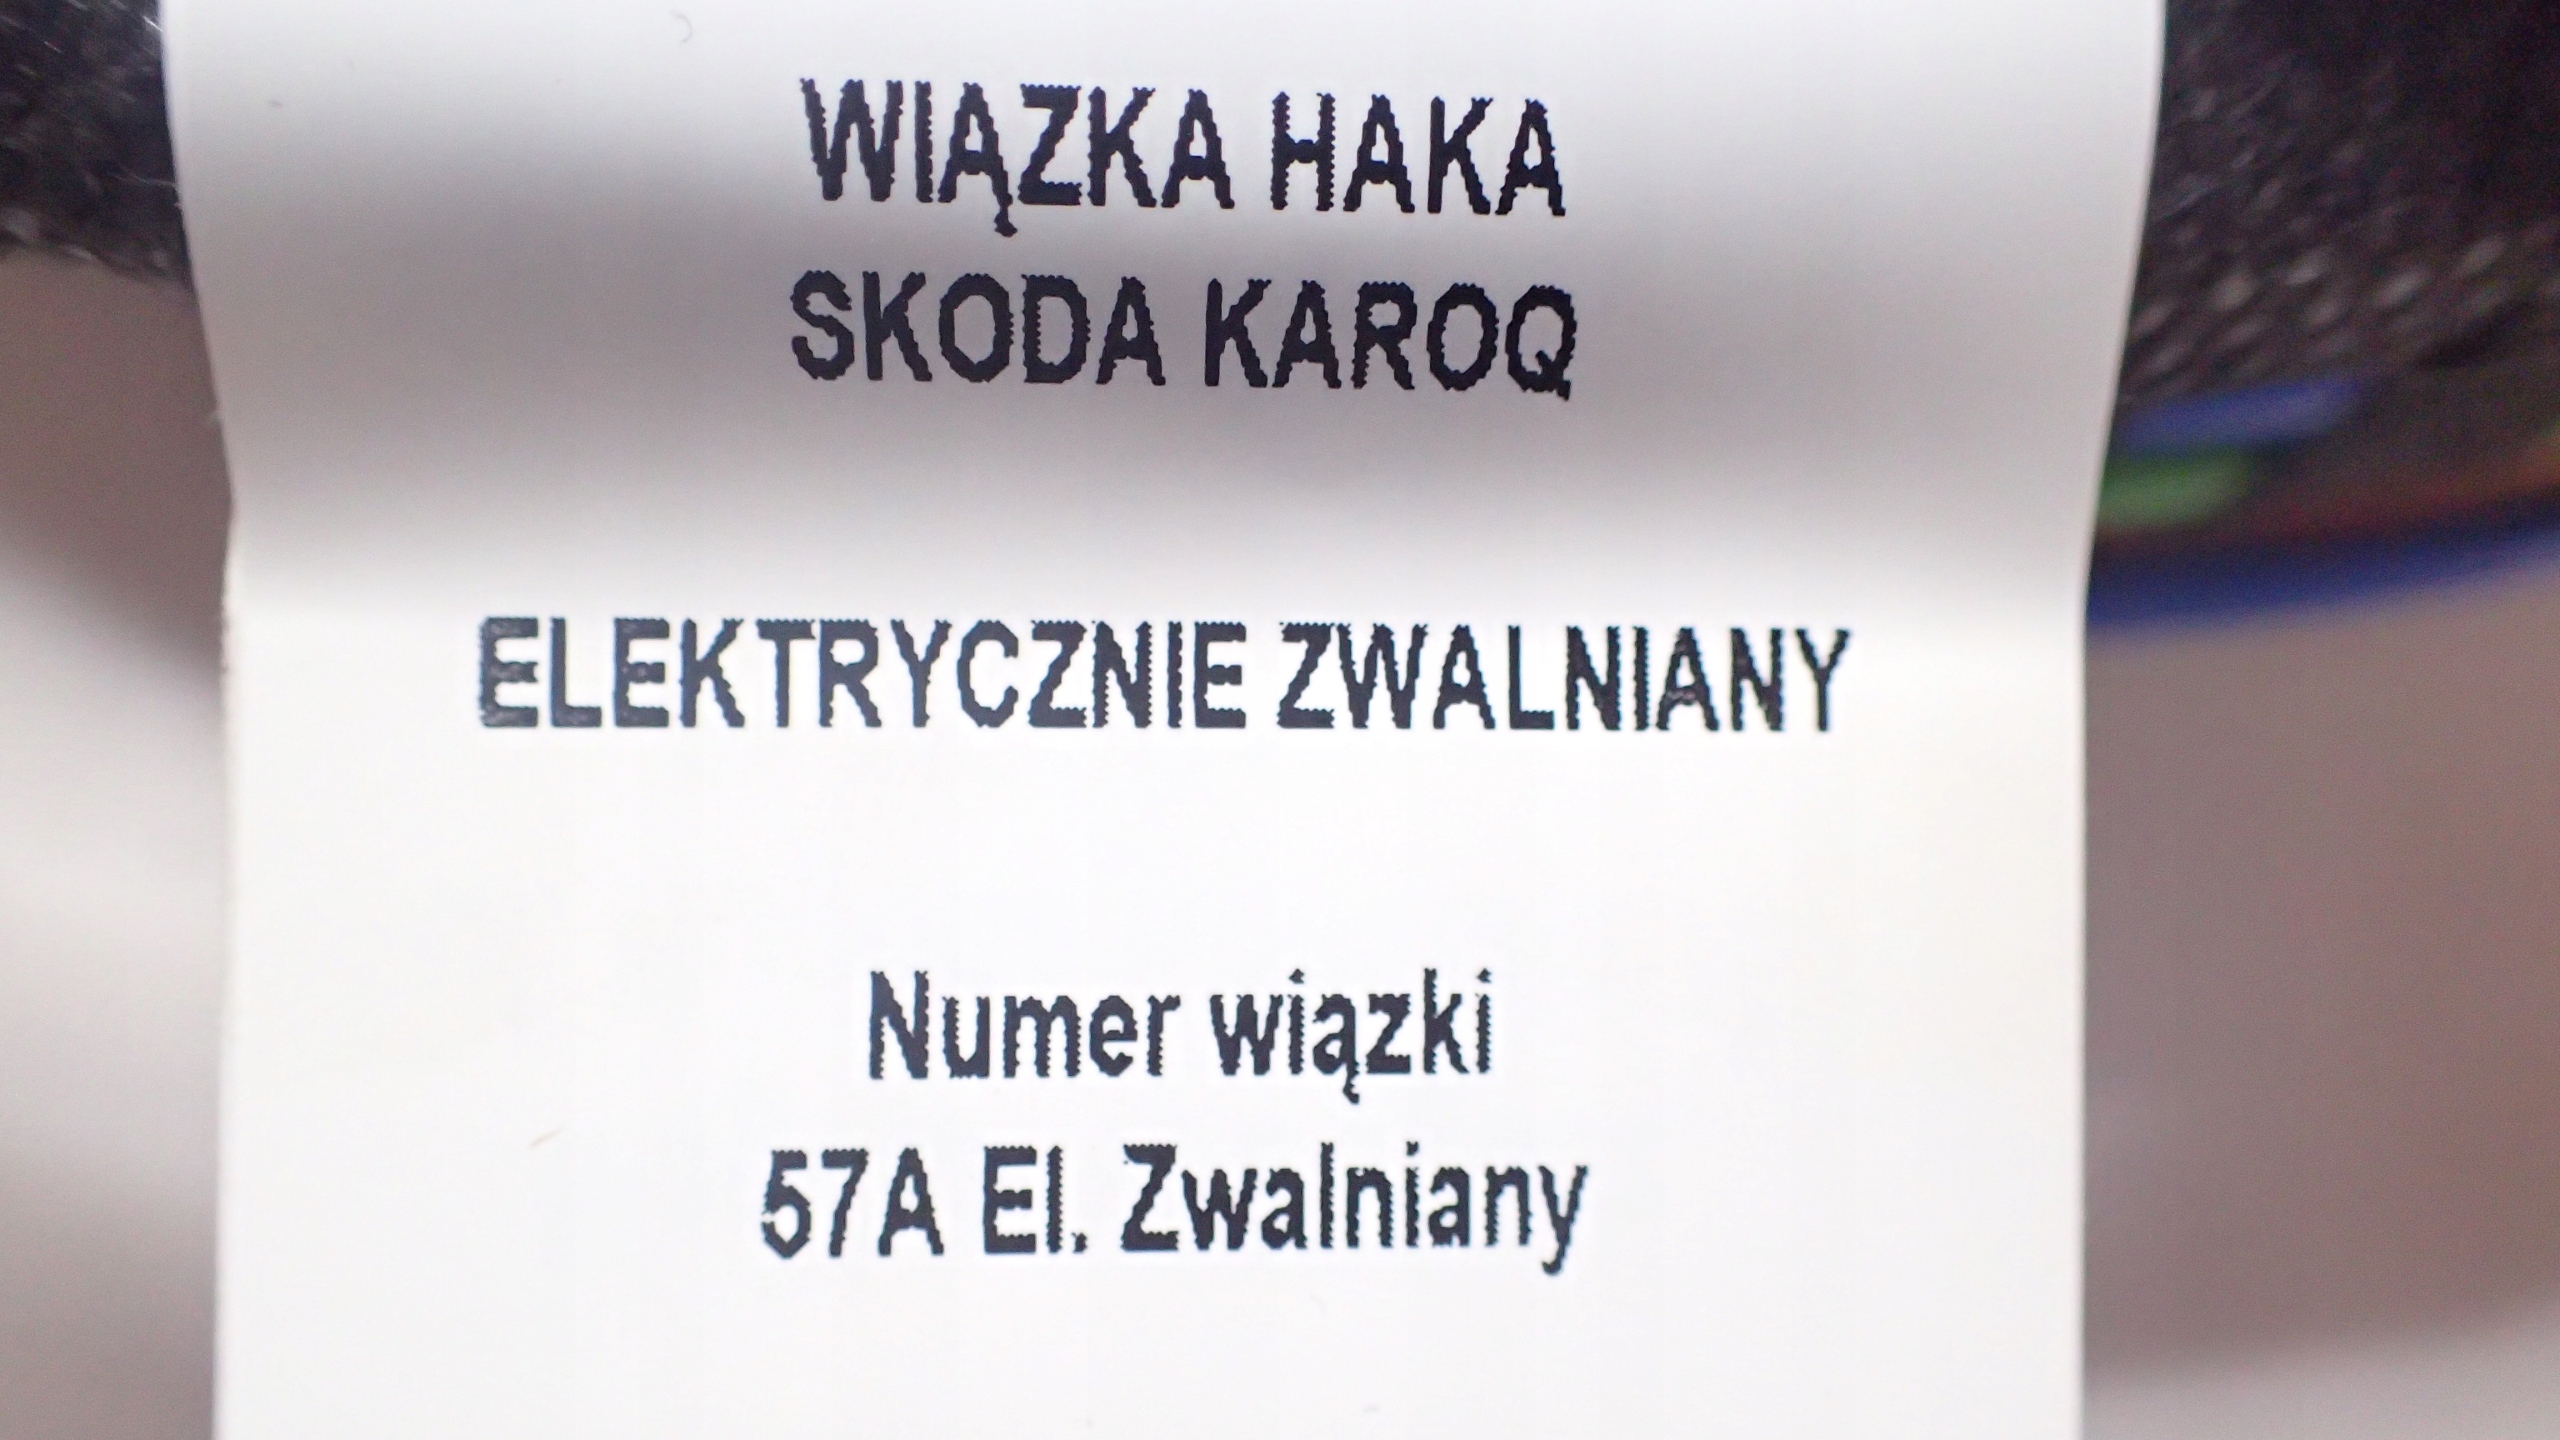 WIĄZKA HAKA
SKODA KAROQ
ELEKTRYCZNIE ZWALNIANY
Numer wiązki
57A El. Zwalniany